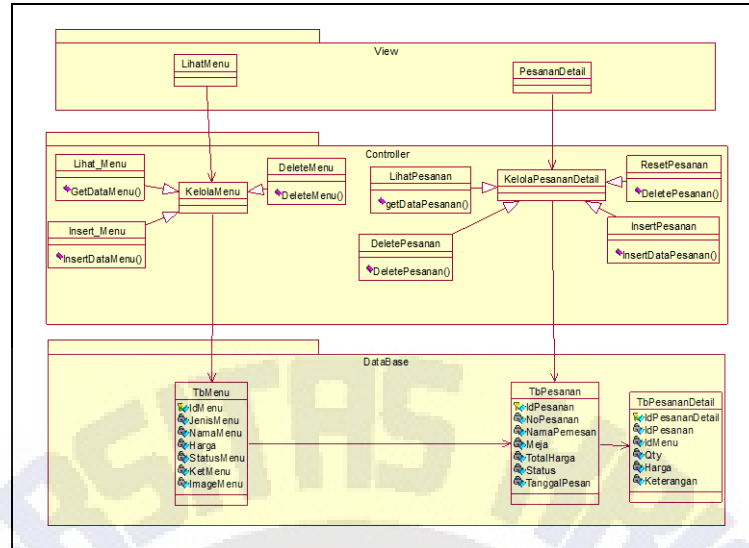 View
LihatMenu
PesananDetail
Controller
Lihat_Menu
GetDataMenu()
KelolaMenu
DeleteMenu
DeleteMenu()
Insert_Menu
InsertDataMenu()
LihatPesanan
getDataPesanan()
KelolaPesananDetail
ResetPesanan
DeletePesanan()
DeletePesanan
DeletePesanan()
InsertPesanan
InsertDataPesanan()
DataBase
TbMenu
IdMenu
JenisMenu
NamaMenu
Harga
StatusMenu
KetMenu
ImageMenu
TbPesanan
IdPesanan
NoPesanan
NamaPemesan
Meja
TotalHarga
Status
TanggalPesan
TbPesananDetail
IdPesananDetail
IdPesanan
IdMenu
Qty
Harga
Keterangan